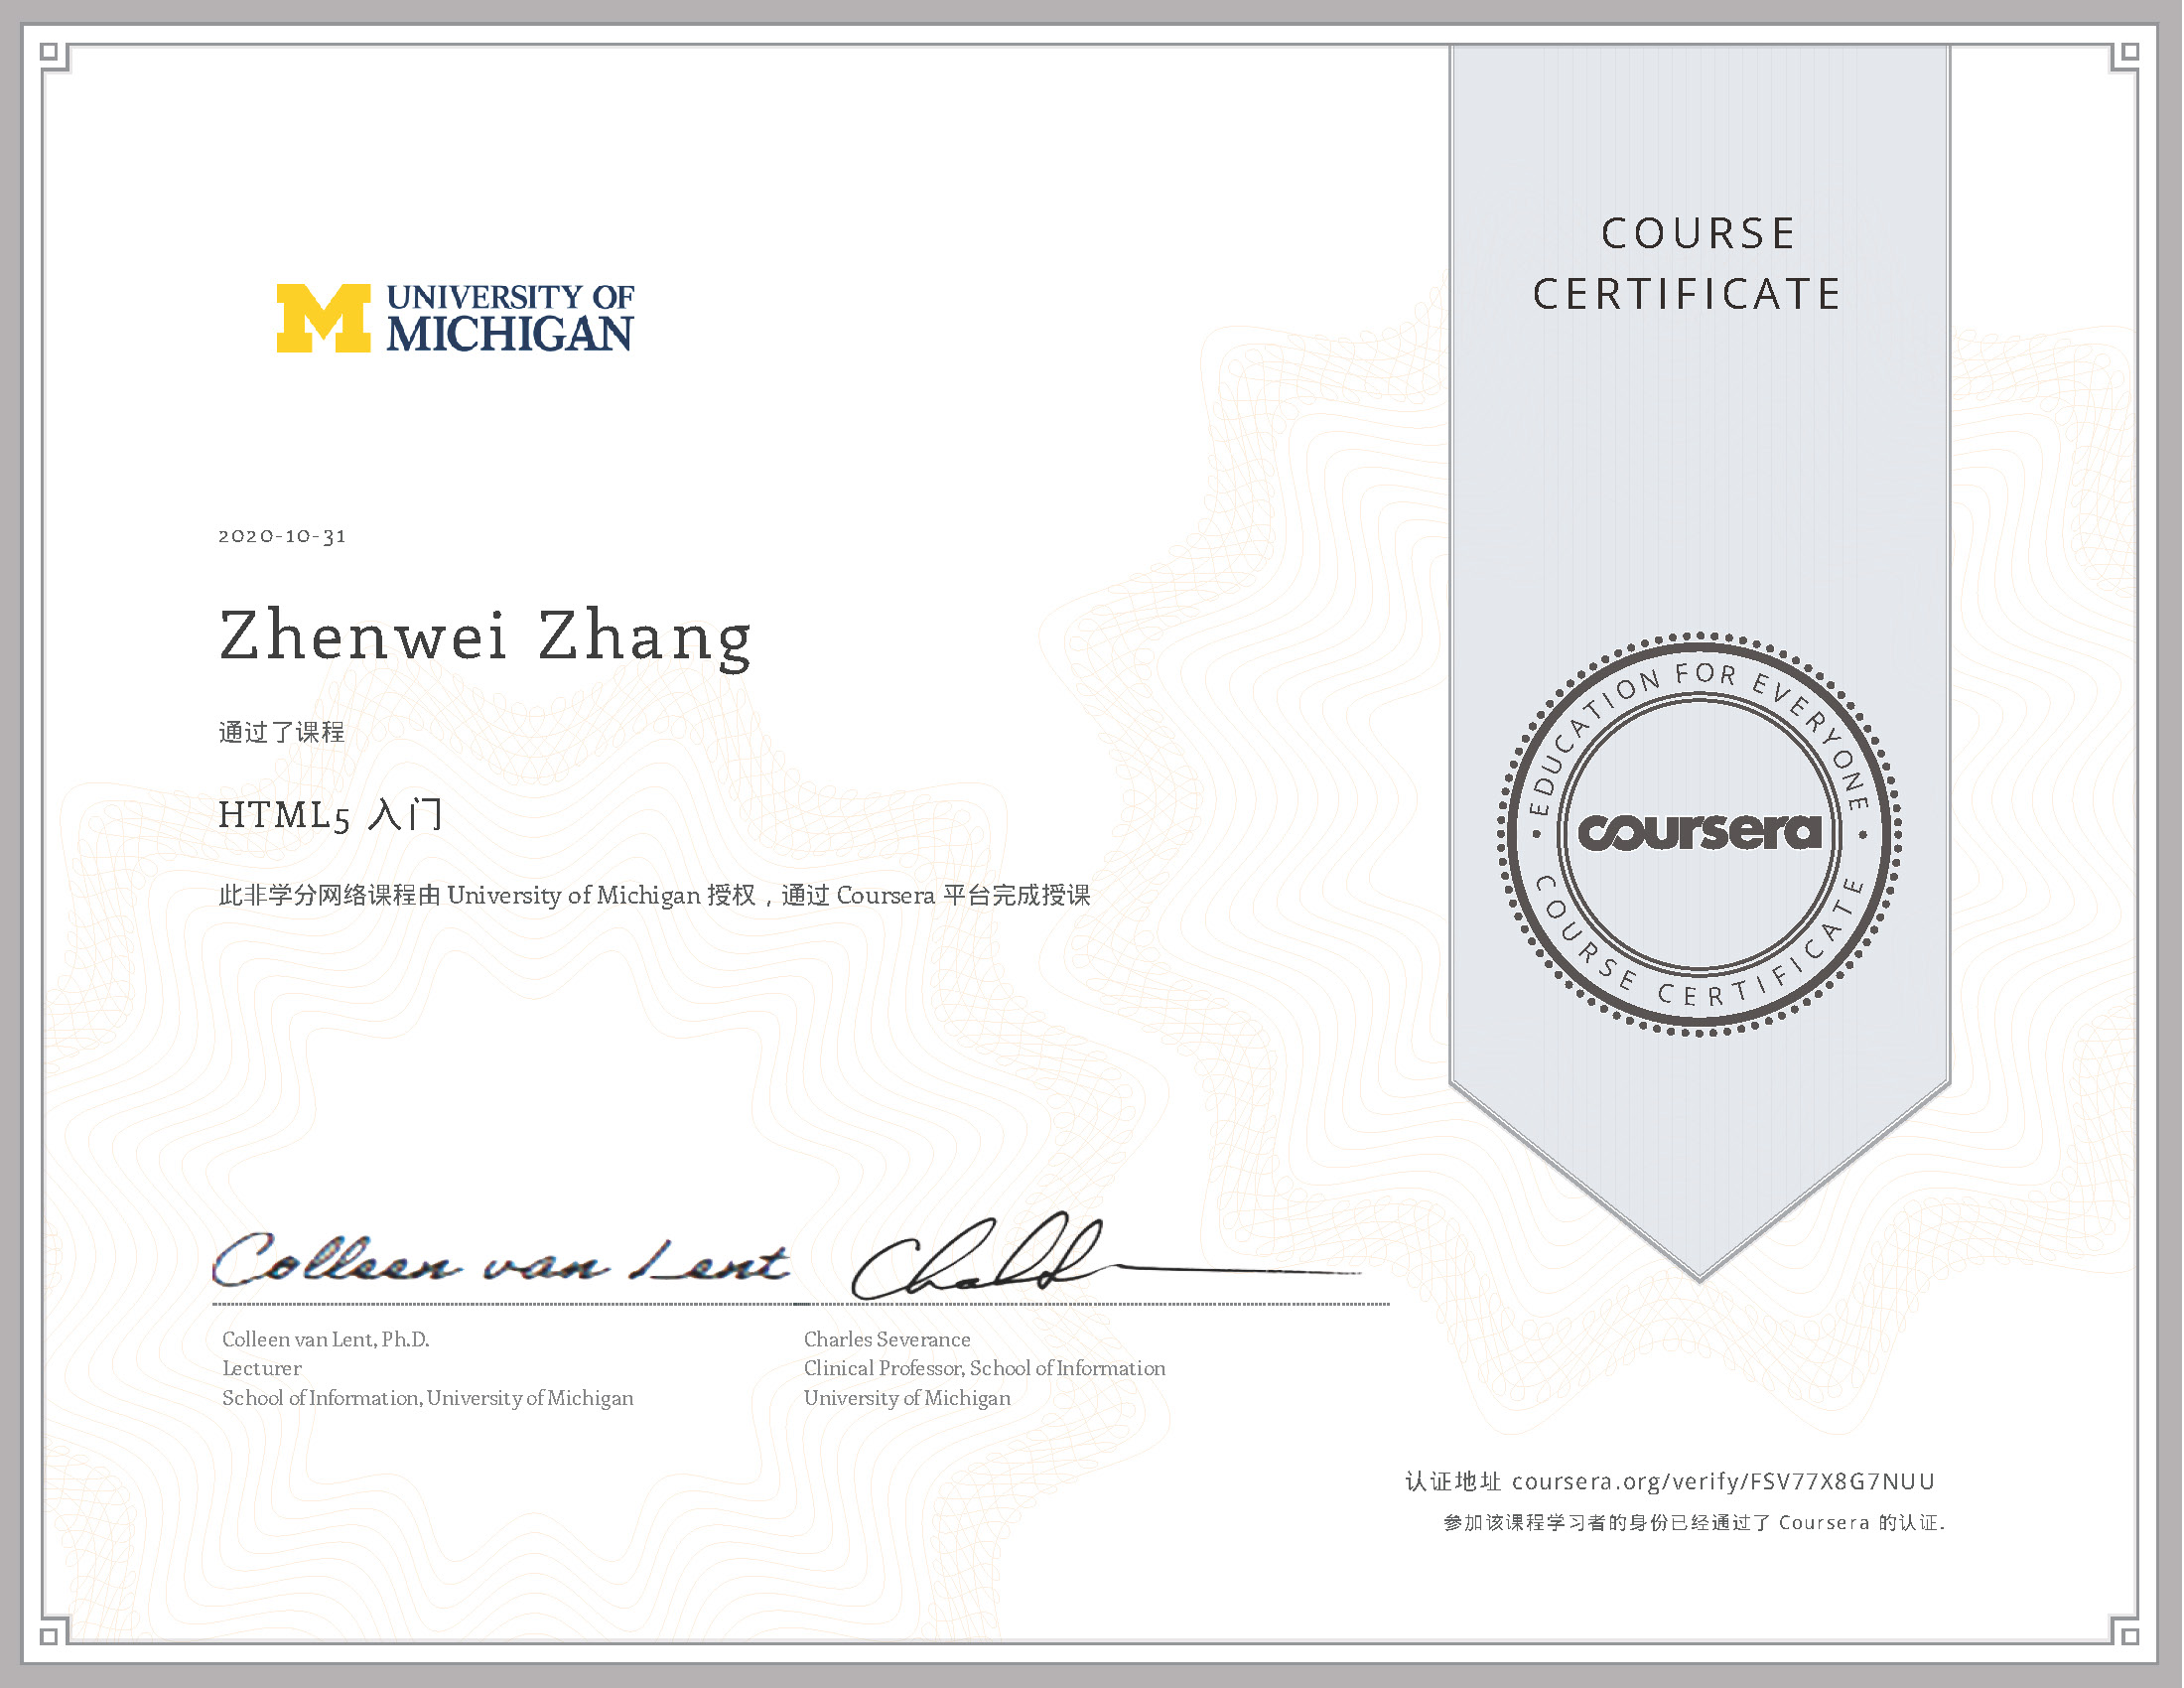 UNIVERSITY OF
MICHIGAN
COURSE
CERTIFICATE
2020-10-31
Zhenwei Zhang
通过了课程
HTML5 入门
此非学分网络课程由 University of Michigan 授权，通过 Coursera 平台完成授课
EDUCATION FOR EVERYONE
coursera
COURSE CERTIFICATE
Colleen van Lent
Colleen van Lent, Ph.D.
Lecturer
School of Information, University of Michigan
Charles Severance
Clinical Professor, School of Information
University of Michigan
认证地址 coursera.org/verify/FSV77X8G7NUU
参加该课程学习者的身份已经通过了 Coursera 的认证.